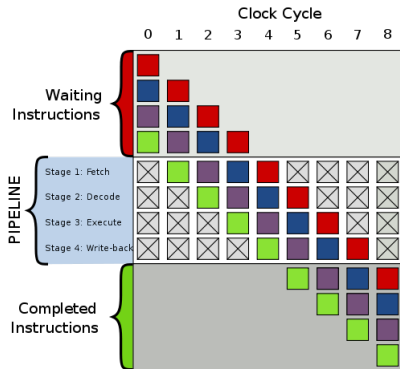 Clock Cycle
0 1 2 3 4 5 6 7 8
Waiting
Instructions
PIPELINE
Stage 1: Fetch
Stage 2: Decode
Stage 3: Execute
Stage 4: Write-back
Completed
Instructions